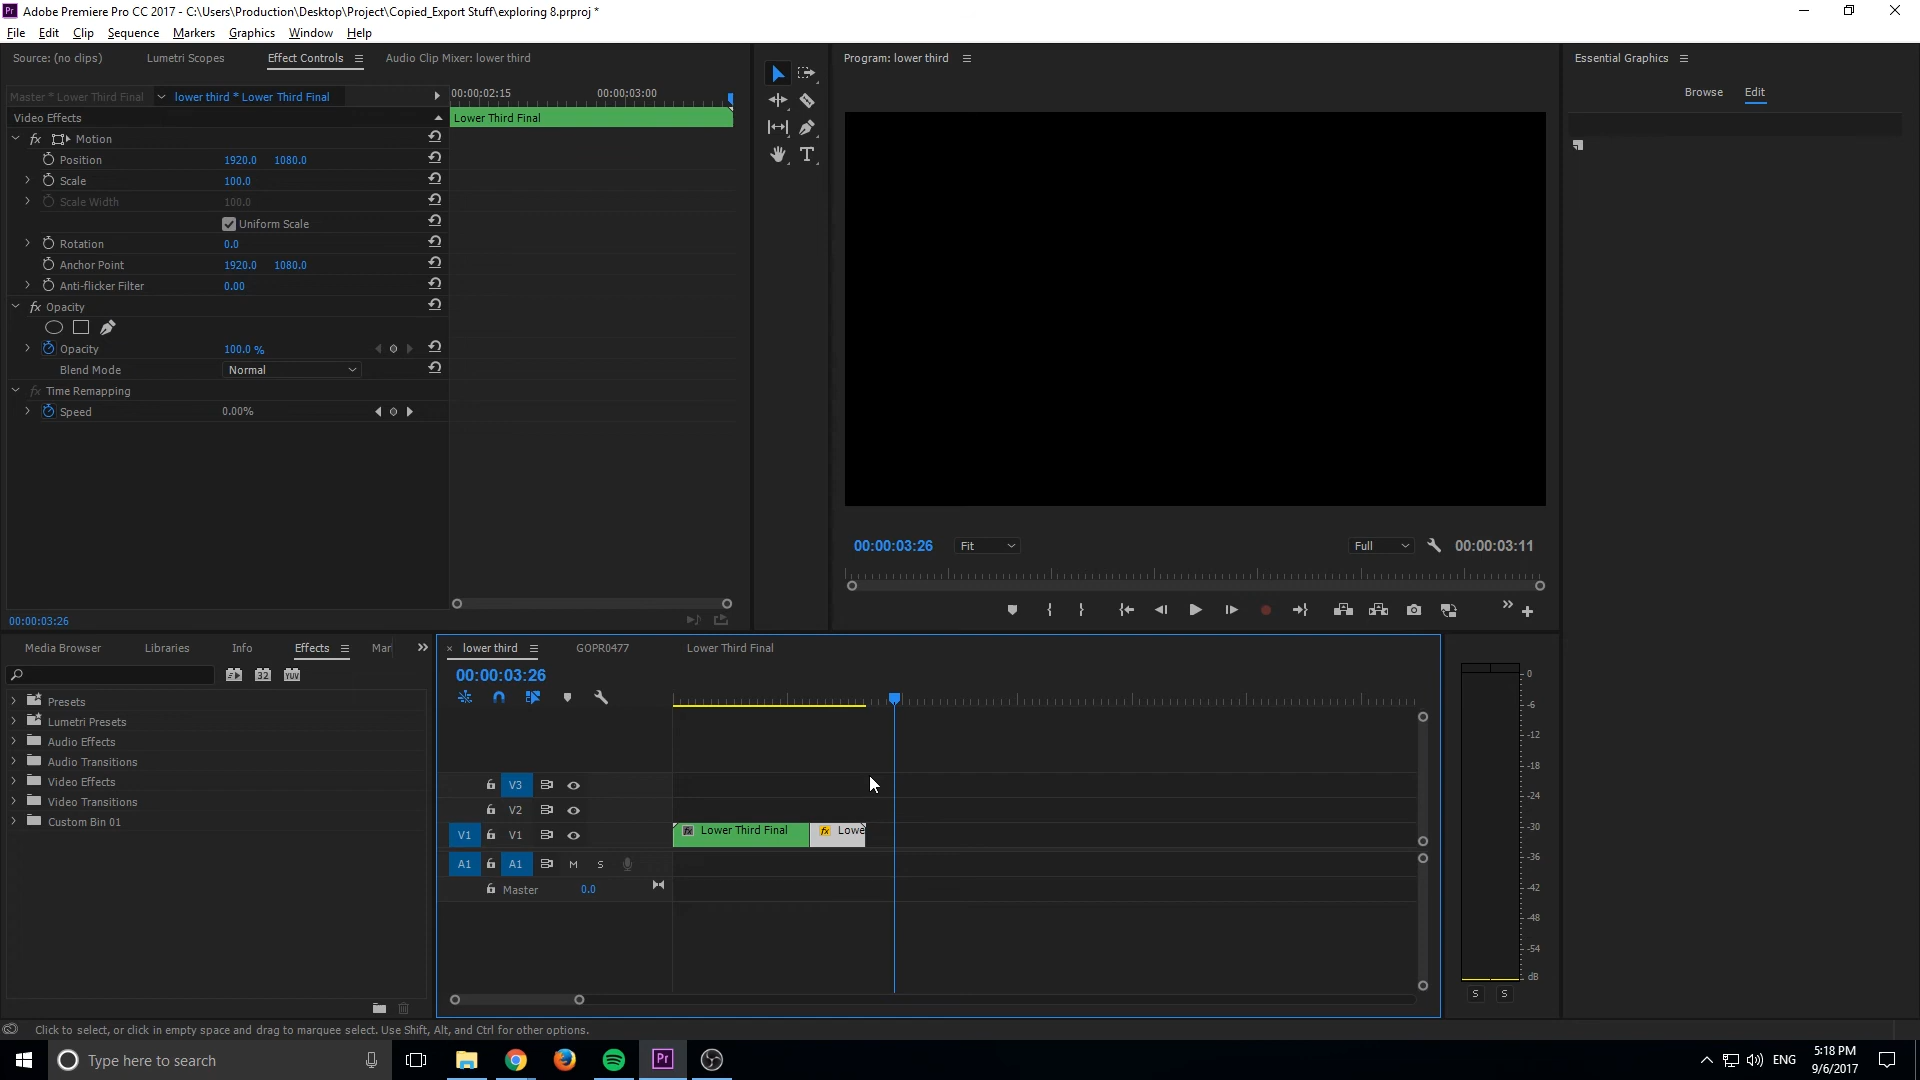 Pr Adobe Premiere Pro CC 2017 - C:\Users\Production\Desktop\Project\Copied_Export Stuff\exploring 8.prproj *
File Edit Clip Sequence Markers Graphics Window Help
Source: (no clips) Lumetri Scopes Effect Controls Audio Clip Mixer: lower third
Program: lower third
Essential Graphics
Browse Edit
Master * Lower Third Final lower third * Lower Third Final
00:00:02:15 00:00:03:00
Video Effects
Lower Third Final
fx Motion
Position 1920.0 1080.0
Scale 100.0
Scale Width 100.0
Uniform Scale
Rotation 0.0
Anchor Point 1920.0 1080.0
Anti-flicker Filter 0.00
fx Opacity
Opacity 100.0 %
Blend Mode Normal
fx Time Remapping
Speed 0.00%
00:00:03:26
T
00:00:03:26 Fit Full 00:00:03:11
Media Browser Libraries Info Effects Mar
32 YUV
Presets
Lumetri Presets
Audio Effects
Audio Transitions
Video Effects
Video Transitions
Custom Bin 01
× lower third GOPR0477 Lower Third Final
00:00:03:26
V3
V2
V1 V1
fx Lower Third Final fx Lowe
A1 A1 M S
Master 0.0
0
-6
-12
-18
-24
-30
-36
-42
-48
-54
dB
S S
Click to select, or click in empty space and drag to marquee select. Use Shift, Alt, and Ctrl for other options.
Type here to search
Pr
ENG
5:18 PM
9/6/2017